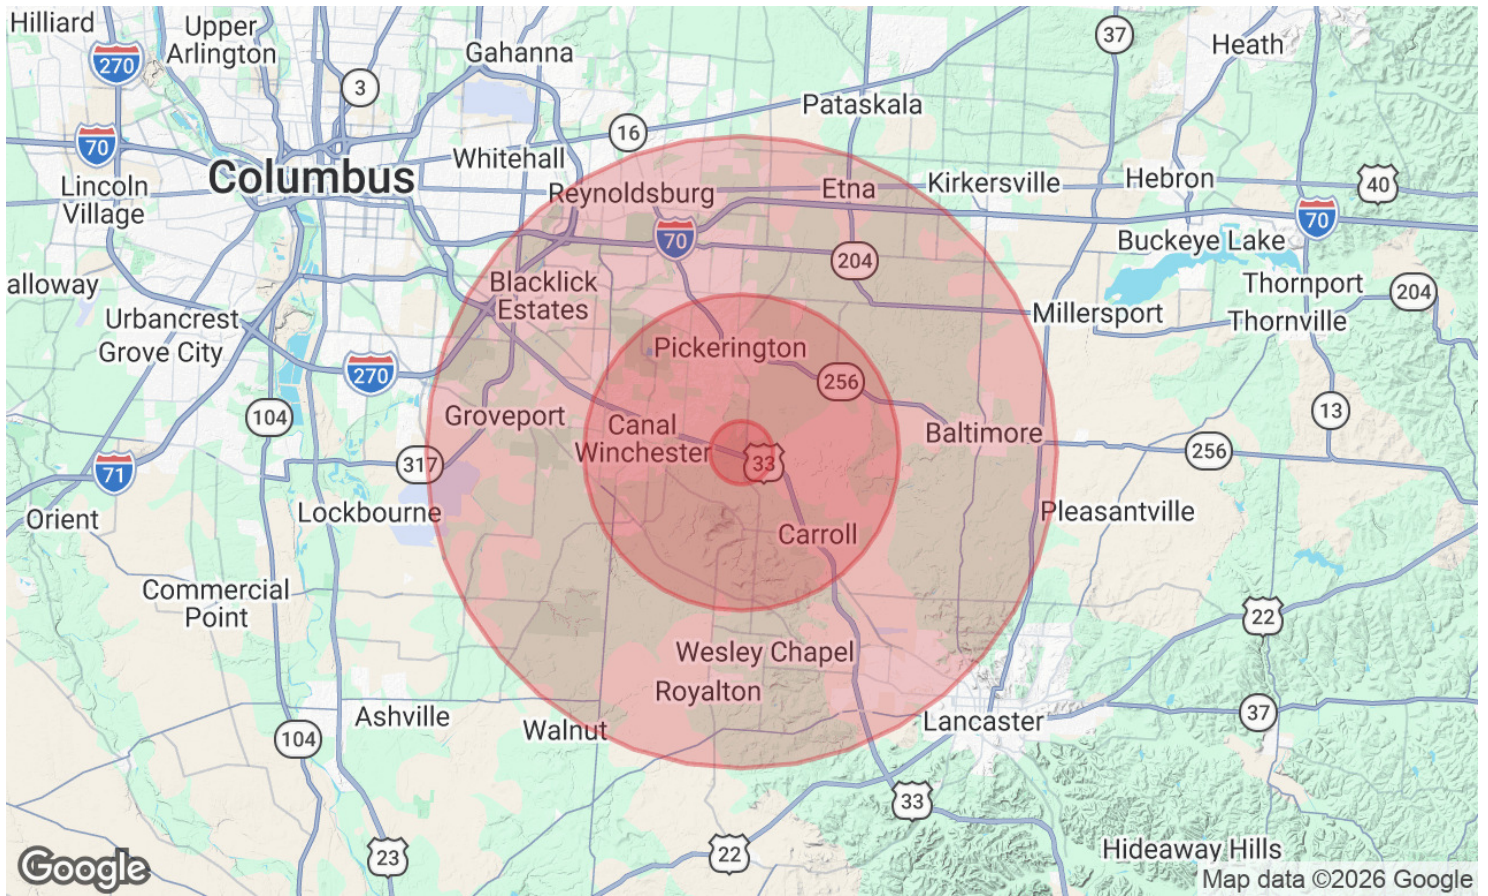 Hilliard
Upper
Arlington
Gahanna
37
Heath
270
3
Pataskala
16
70
Whitehall
Columbus
Lincoln
Village
Reynoldsburg
Etna
Kirkersville
Hebron
40
70
70
Buckeye Lake
204
alloway
Blacklick
Estates
Thornport
204
Urbancrest
Millersport
Thornville
Grove City
Pickerington
270
256
104
Groveport
Canal
Winchester
Baltimore
13
256
317
33
71
Orient
Lockbourne
Pleasantville
Carroll
Commercial
Point
22
Wesley Chapel
Royalton
Ashville
Walnut
Lancaster
37
104
33
Google
23
22
Hideaway Hills
Map data ©2026 Google